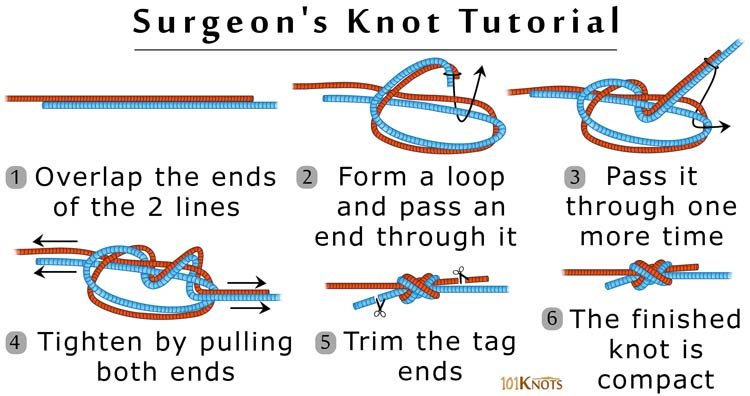 Surgeon's Knot Tutorial
1 Overlap the ends
of the 2 lines
2 Form a loop
and pass an
end through it
3 Pass it
through one
more time
4 Tighten by pulling
both ends
5 Trim the tag
ends
6 The finished
knot is
compact
101KNOTS